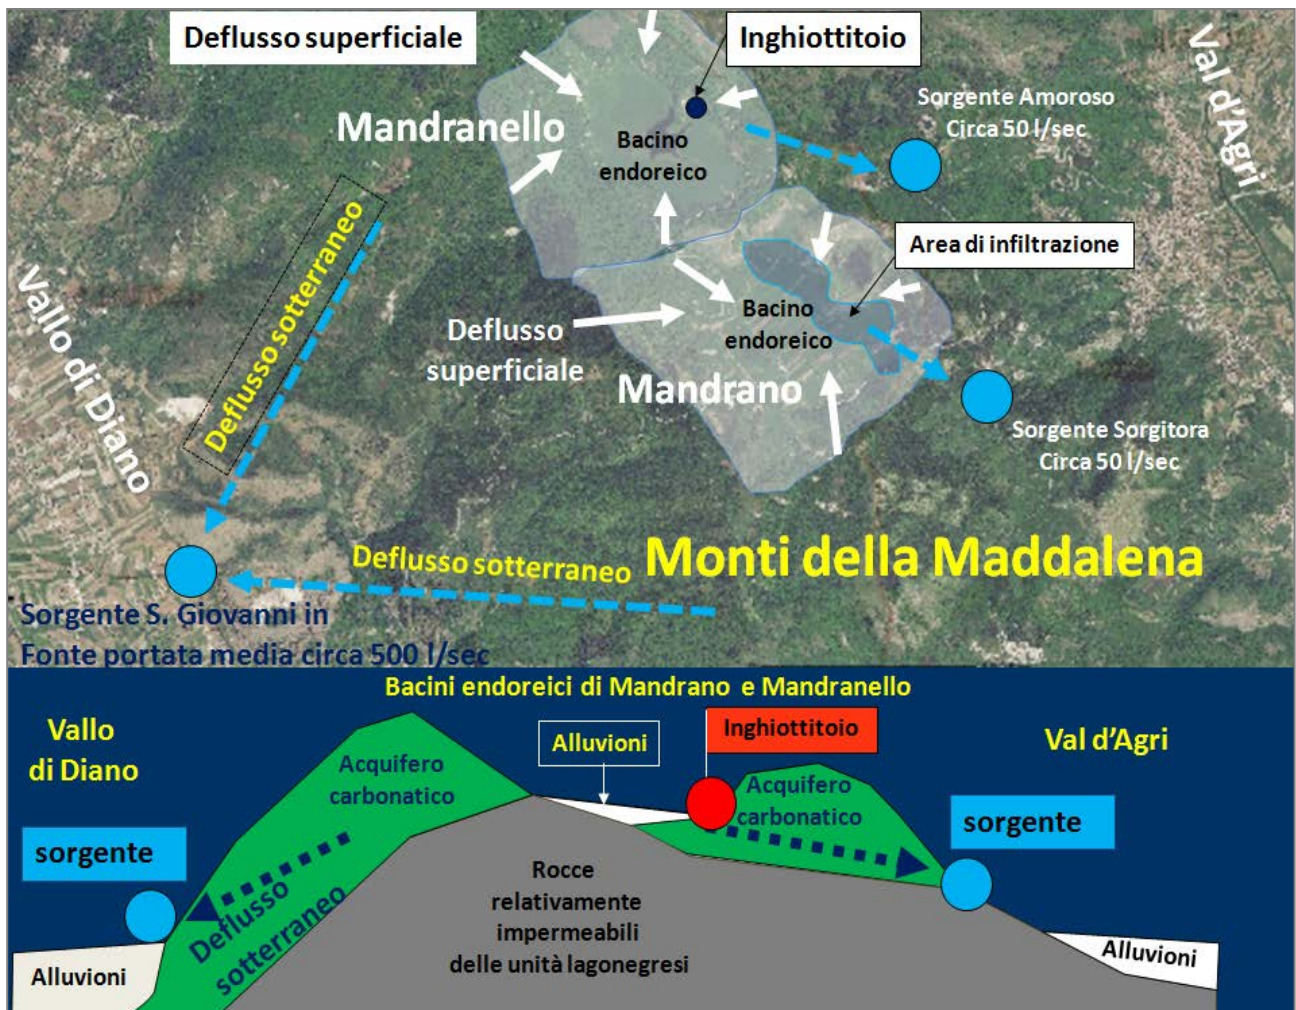 Deflusso superficiale
Inghiottitoio
Val d'Agri
Sorgente Amoroso
Circa 50 l/sec
Mandranello
Bacino
endoreico
Deflusso sotterraneo
Area di infiltrazione
Vallo di Diano
Bacino
endoreico
Deflusso
superficiale
Mandrano
Sorgente Sorgitora
Circa 50 l/sec
Deflusso sotterraneo
Monti della Maddalena
Sorgente S. Giovanni in
Fonte portata media circa 500 l/sec
Bacini endoreici di Mandrano e Mandranello
Vallo
di Diano
Alluvioni
Inghiottitoio
Val d'Agri
Acquifero
carbonatico
Acquifero
carbonatico
sorgente
sorgente
Deflusso
sotterraneo
Rocce
relativamente
impermeabili
delle unità lagonegresi
Alluvioni
Alluvioni